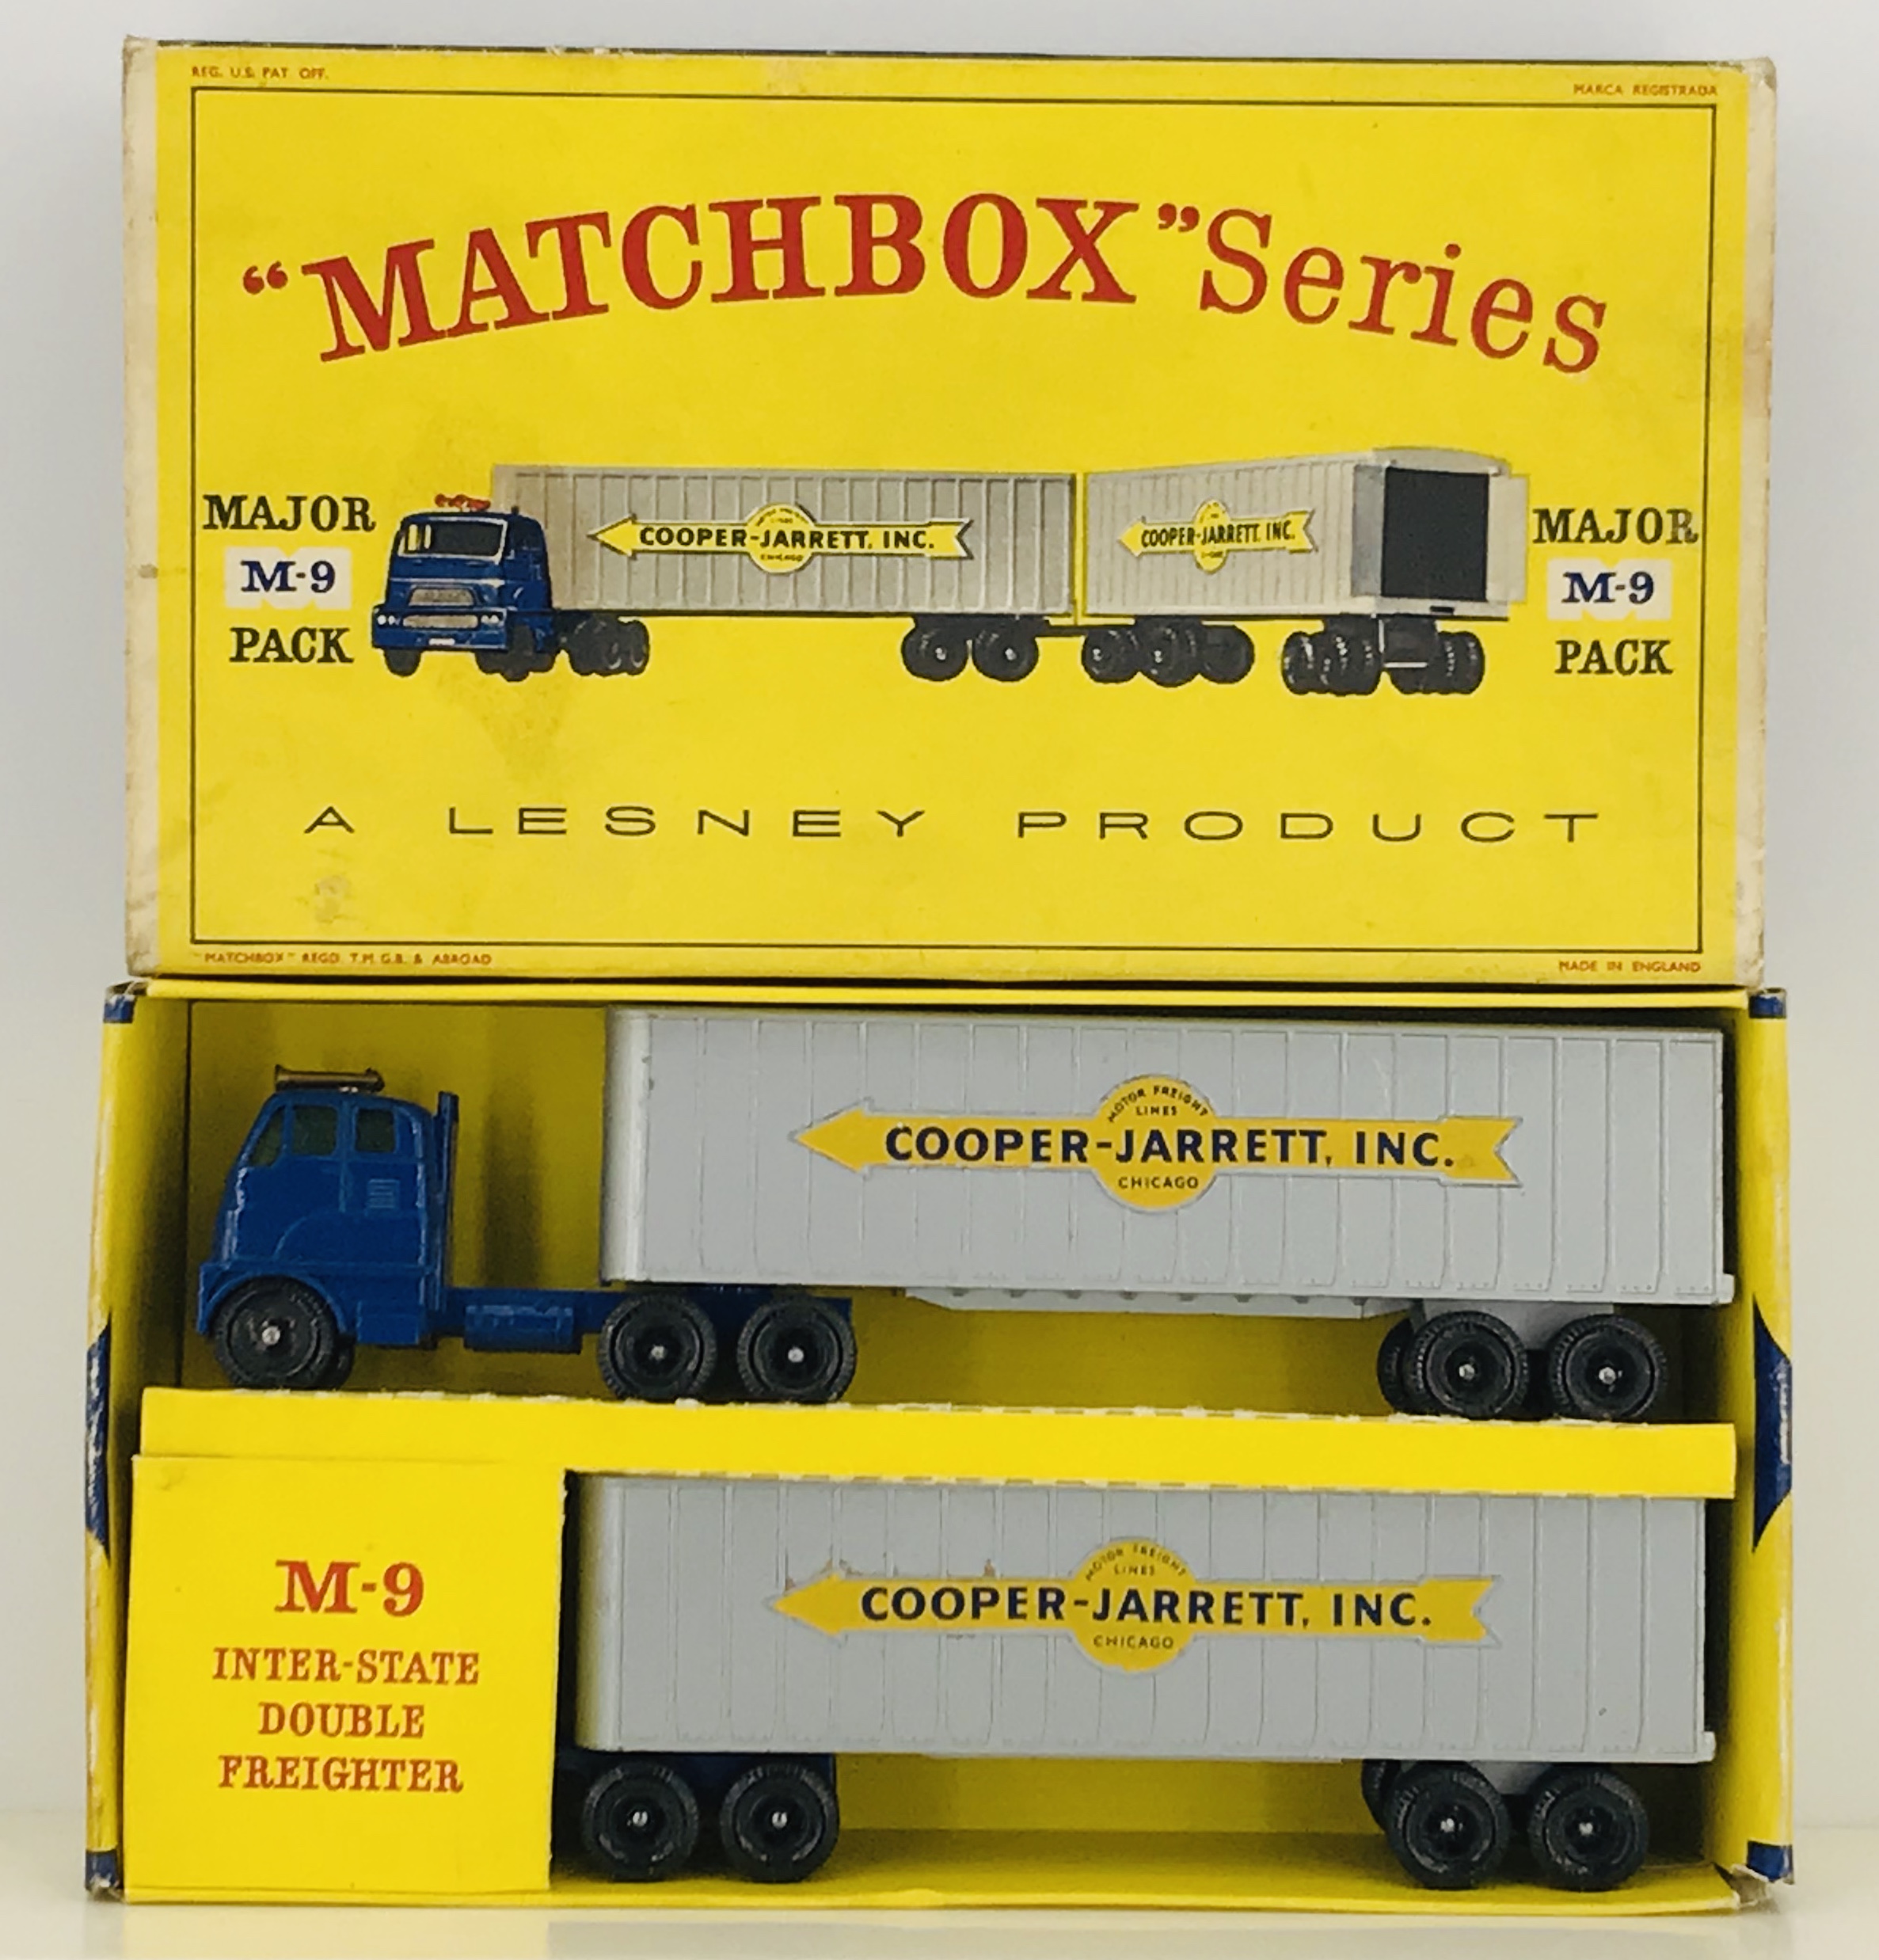 REG. U.S. PAT. OFF.
MARCA REGISTRADA
“MATCHBOX” Series
MAJOR
M-9
PACK
COOPER-JARRETT, INC.
CHICAGO
COOPER-JARRETT INC.
MAJOR
M-9
PACK
A LESNEY PRODUCT
"MATCHBOX" REGD. T.M. G.B. & ABROAD
MADE IN ENGLAND
MOTOR FREIGHT
LINES
COOPER-JARRETT, INC.
CHICAGO
M-9
INTER-STATE
DOUBLE
FREIGHTER
MOTOR FREIGHT
LINES
COOPER-JARRETT, INC.
CHICAGO